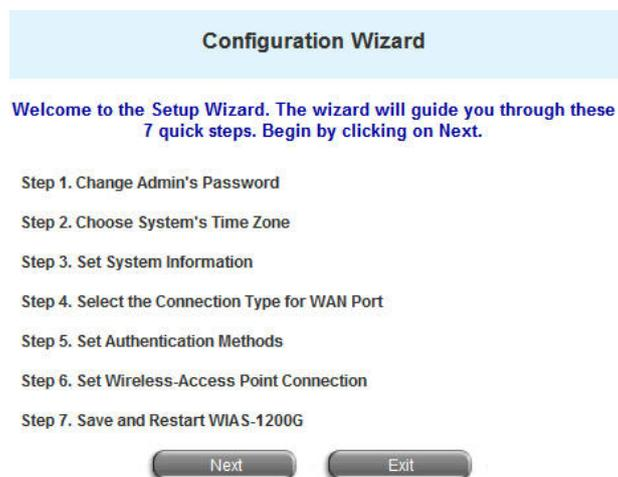 Configuration Wizard
Welcome to the Setup Wizard. The wizard will guide you through these
7 quick steps. Begin by clicking on Next.
Step 1. Change Admin's Password
Step 2. Choose System's Time Zone
Step 3. Set System Information
Step 4. Select the Connection Type for WAN Port
Step 5. Set Authentication Methods
Step 6. Set Wireless-Access Point Connection
Step 7. Save and Restart WIAS-1200G
Next Exit